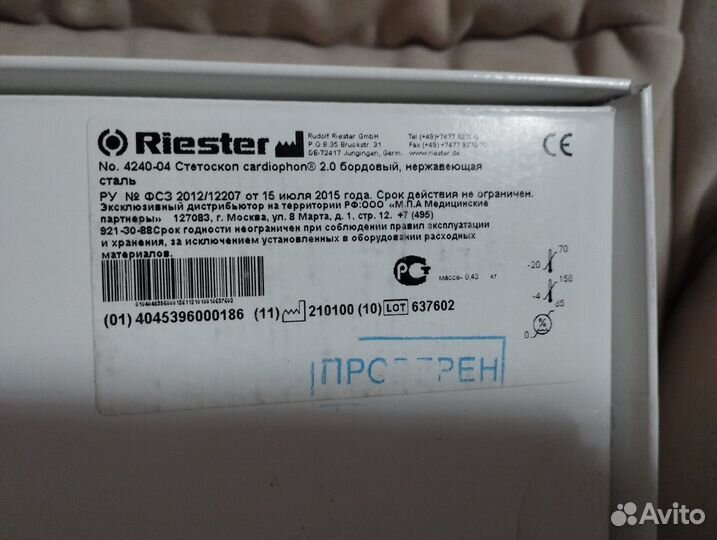 Riester
Rudolf Riester GmbH
P.O.B.35 Bruckstr. 31
DE-72417 Jungingen, Germ.
Tel (+49)+7477
Fax (+49)+7477
www.riester.de
CE
No. 4240-04 Стетоскоп cardiophon® 2.0 бордовый, нержавеющая
сталь
РУ № ФСЗ 2012/12207 от 15 июля 2015 года. Срок действия не ограничен.
Эксклюзивный дистрибьютор на территории РФ:ООО «М.П.А Медицинские
партнеры» 127083, г. Москва, ул. 8 Марта, д. 1, стр. 12. +7 (495)
921-30-88Срок годности неограничен при соблюдении правил эксплуатации
и хранения, за исключением установленных в оборудовании расходных
материалов.
масса- 0,43 кг
-20 70
-4 158
% 0 85
(01) 4045396000186 (11) 210100 (10) LOT 637602
ПРОВЕРЕН
Avito